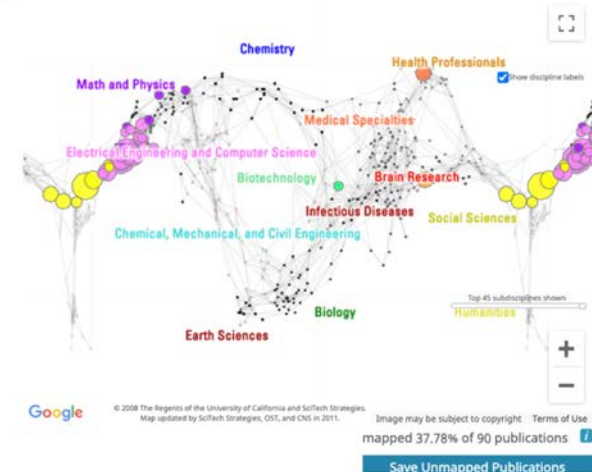 Chemistry
Health Professionals
Show discipline labels
Math and Physics
Medical Specialties
Electrical Engineering and Computer Science
Biotechnology
Brain Research
Infectious Diseases
Social Sciences
Chemical, Mechanical, and Civil Engineering
Top 45 subdisciplines shown
Biology
Humanities
Earth Sciences
+
−
Google
© 2008 The Regents of the University of California and SciTech Strategies.
Map updated by SciTech Strategies, OST, and CNS in 2011.
Image may be subject to copyright Terms of Use
mapped 37.78% of 90 publications i
Save Unmapped Publications